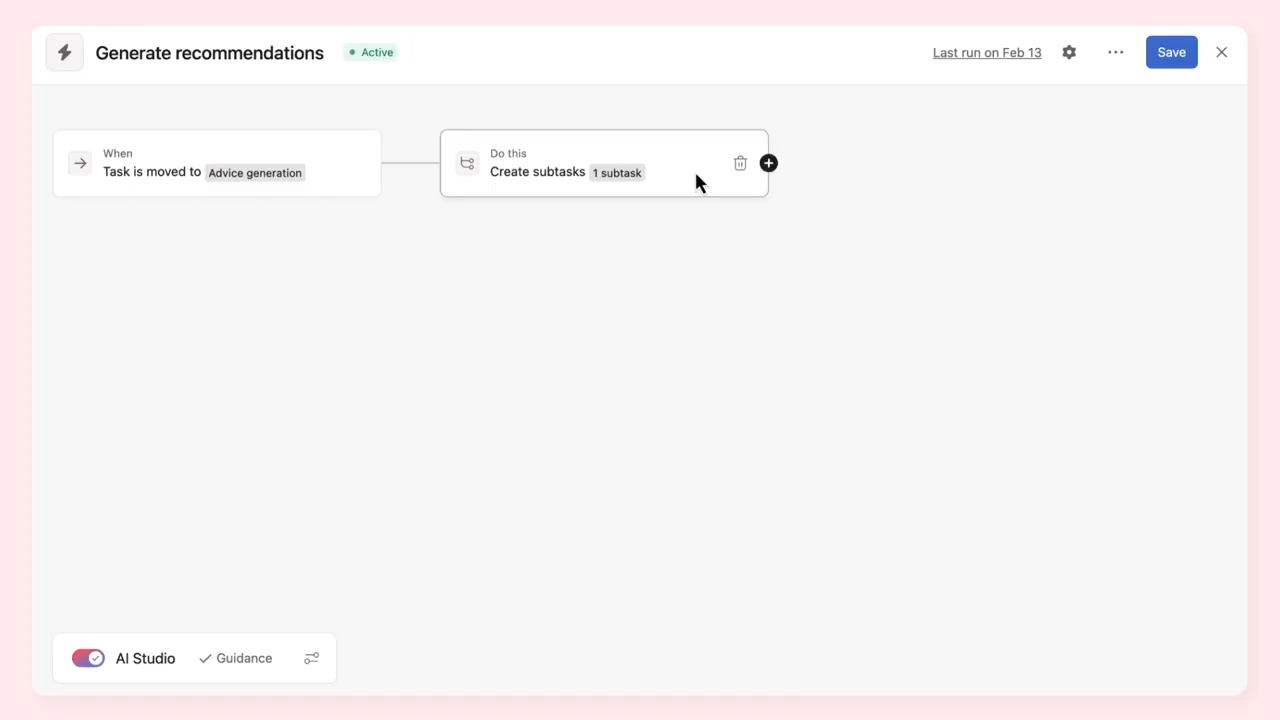 Generate recommendations
Active
Last run on Feb 13
Save
When
Task is moved to Advice generation
Do this
Create subtasks 1 subtask
AI Studio
Guidance